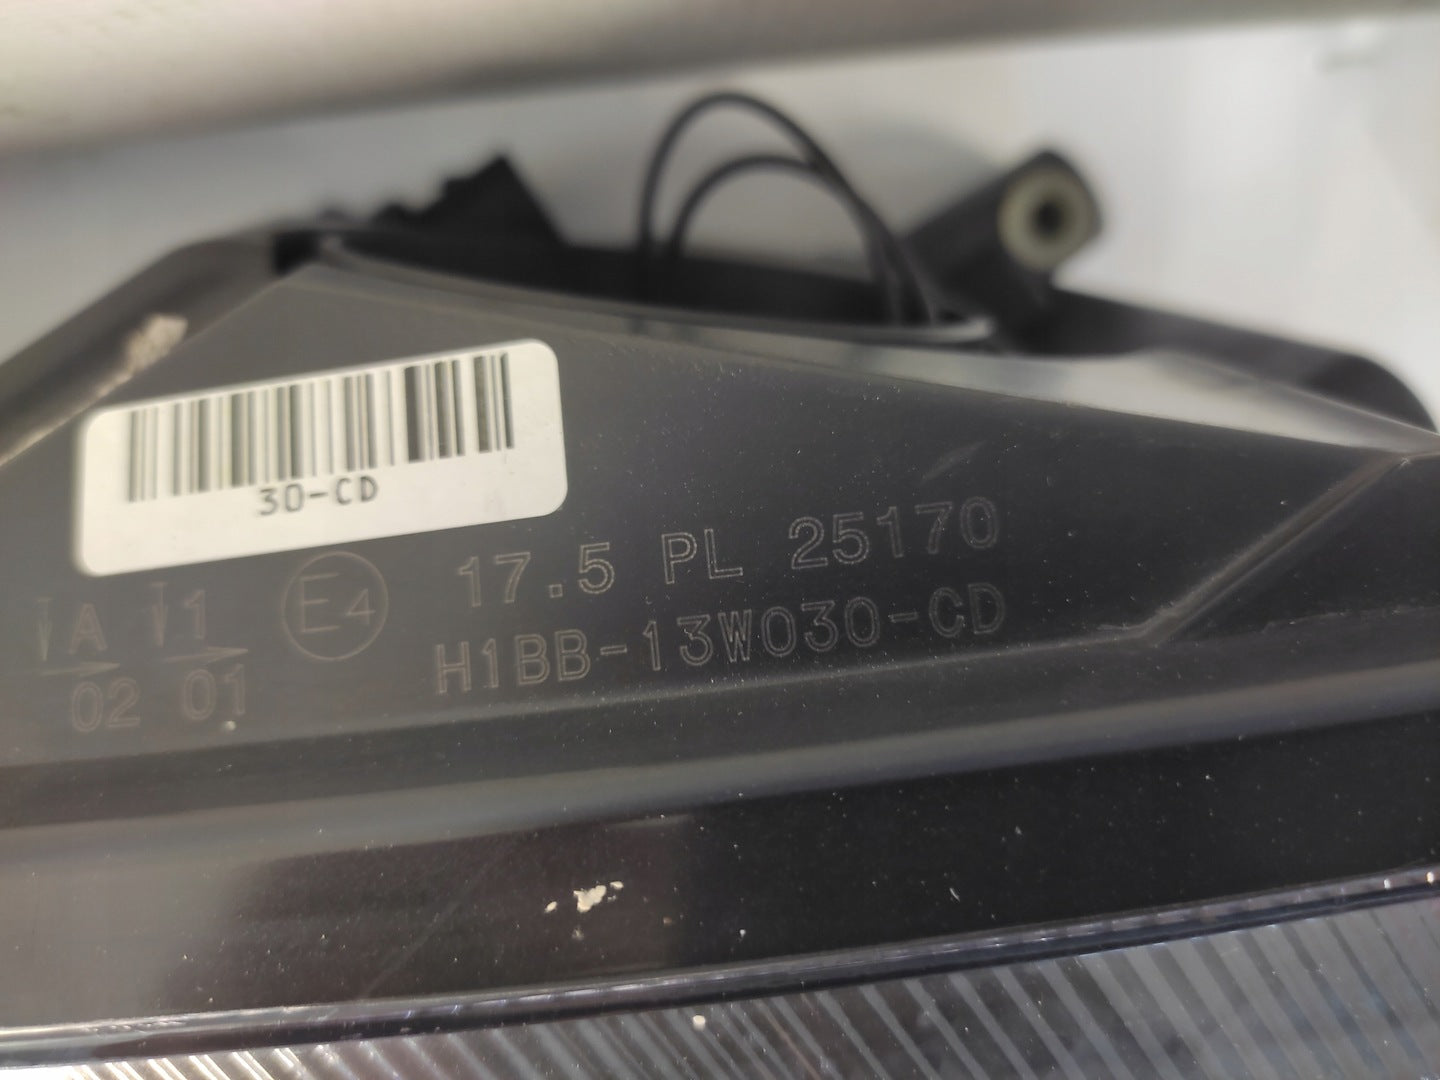 30-CD
A 1 E4 17.5 PL 25170
02 01 H1BB-13W030-CD